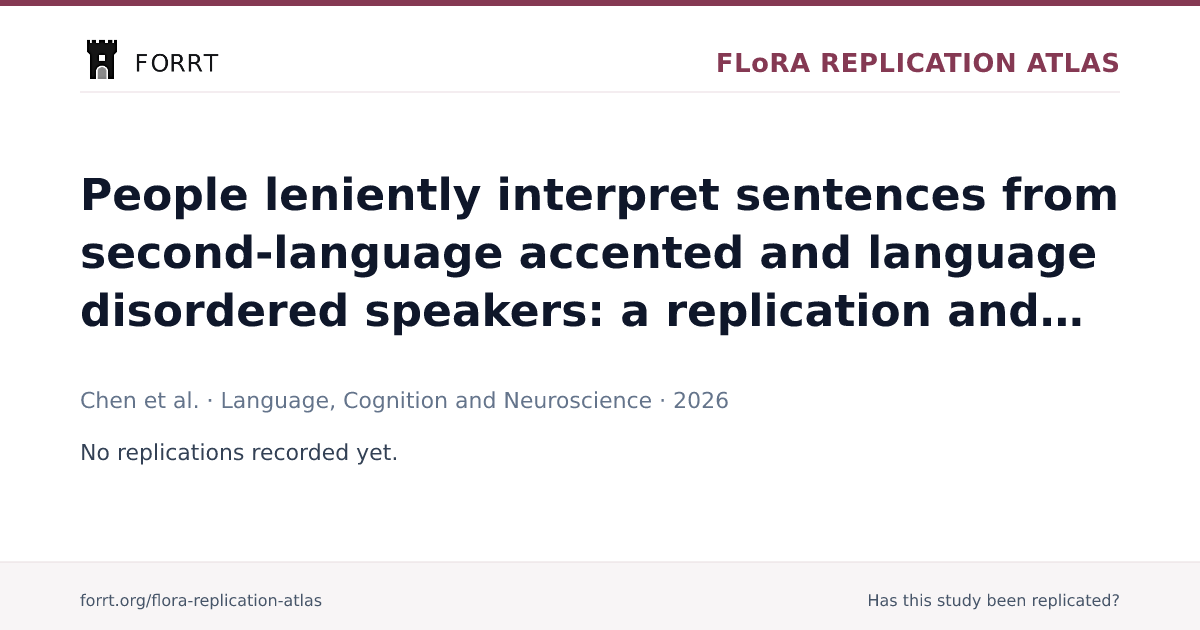 FORRT
FLoRA REPLICATION ATLAS
People leniently interpret sentences from
second-language accented and language
disordered speakers: a replication and…
Chen et al. · Language, Cognition and Neuroscience · 2026
No replications recorded yet.
forrt.org/flora-replication-atlas
Has this study been replicated?